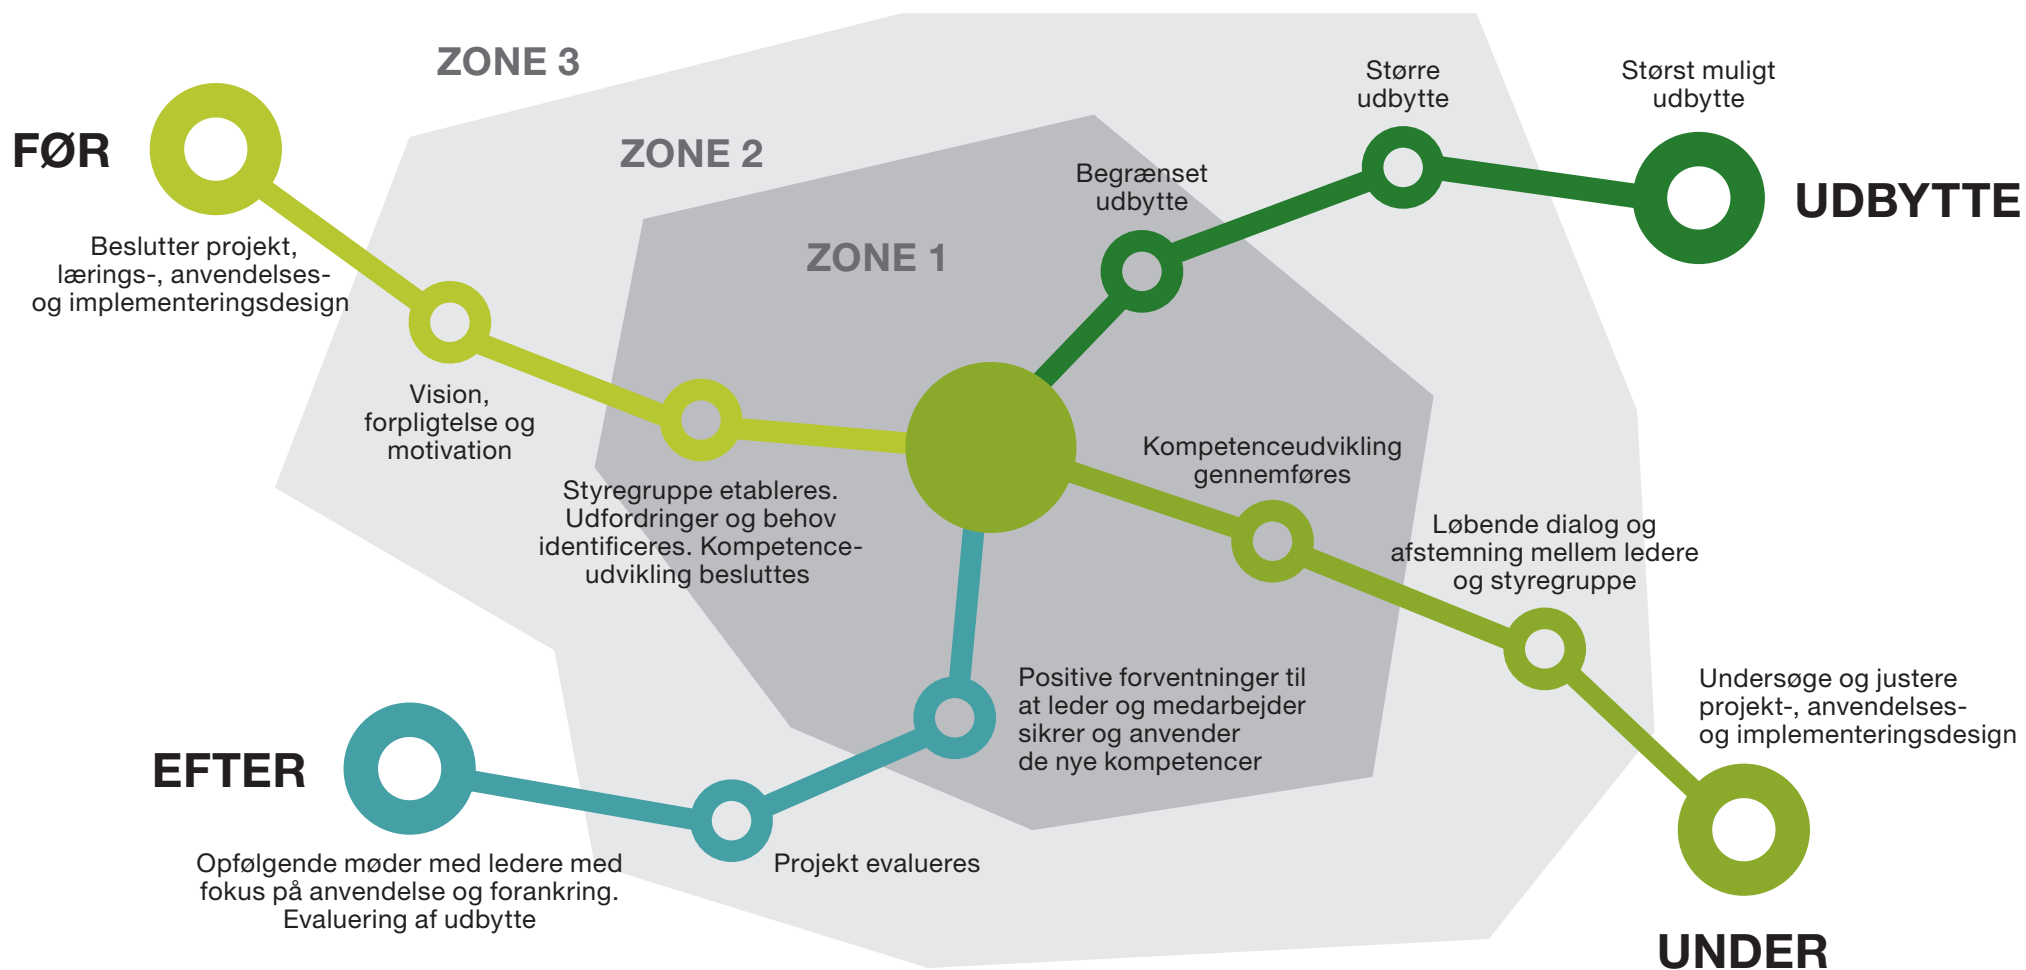 ZONE 3
ZONE 2
ZONE 1
FØR
Beslutter projekt,
lærings-, anvendelses-
og implementeringsdesign
Vision,
forpligtelse og
motivation
Styregruppe etableres.
Udfordringer og behov
identificeres. Kompetence-
udvikling besluttes
Begrænset
udbytte
Større
udbytte
Størst muligt
udbytte
UDBYTTE
Kompetenceudvikling
gennemføres
Løbende dialog og
afstemning mellem ledere
og styregruppe
Undersøge og justere
projekt-, anvendelses-
og implementeringsdesign
UNDER
Positive forventninger til
at leder og medarbejder
sikrer og anvender
de nye kompetencer
Projekt evalueres
EFTER
Opfølgende møder med ledere med
fokus på anvendelse og forankring.
Evaluering af udbytte